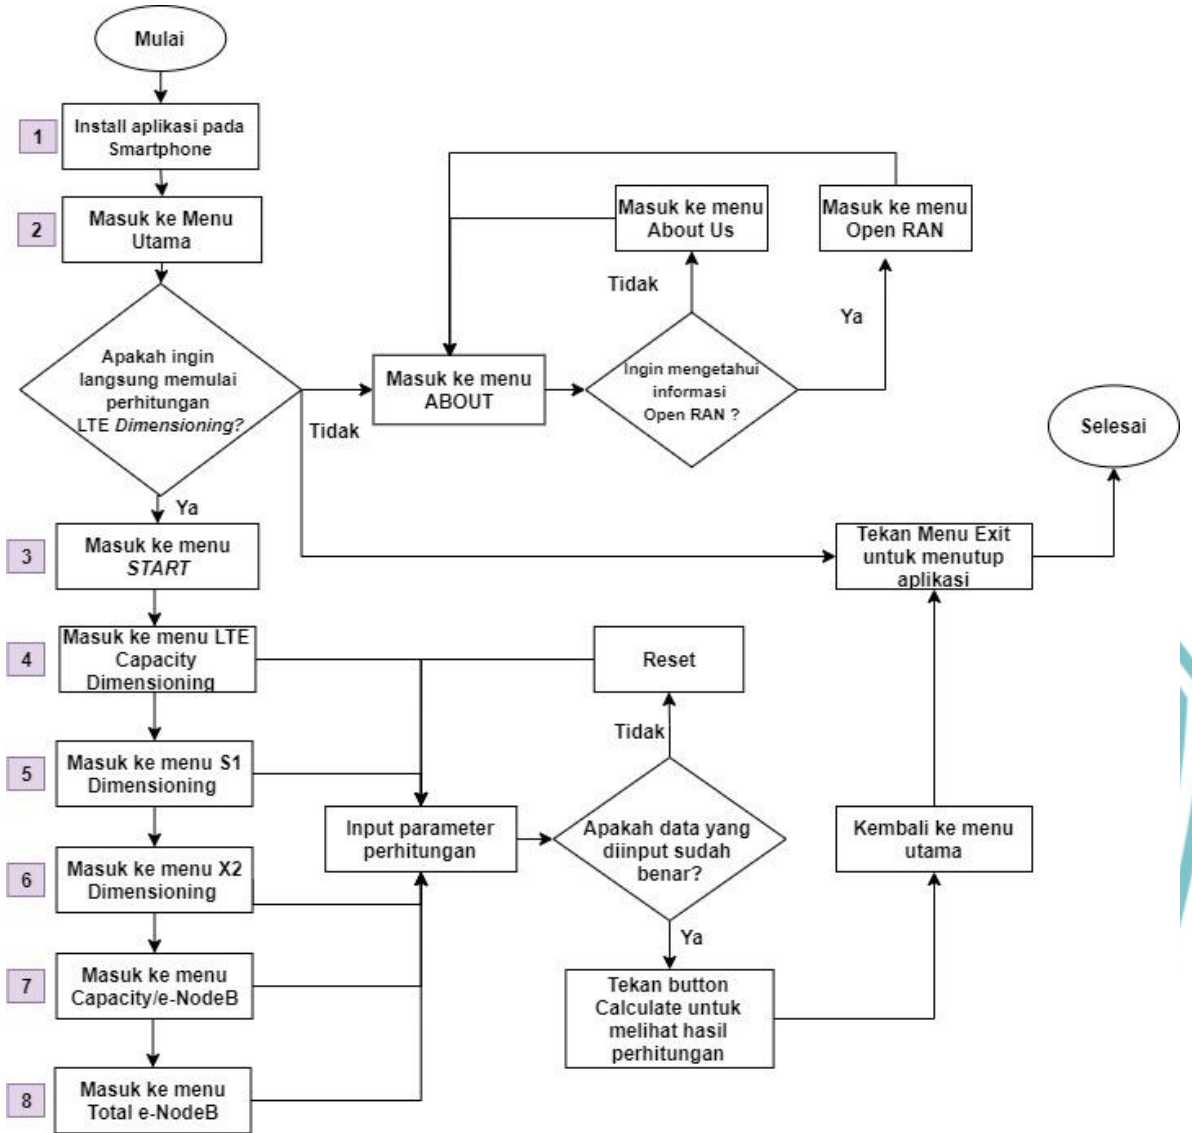 Mulai
1
Install aplikasi pada
Smartphone
2
Masuk ke Menu
Utama
Apakah ingin
langsung memulai
perhitungan
LTE Dimensioning?
Tidak
Masuk ke menu
ABOUT
Ingin mengetahui
informasi
Open RAN ?
Tidak
Masuk ke menu
About Us
Ya
Masuk ke menu
Open RAN
Selesai
Ya
3
Masuk ke menu
START
Tekan Menu Exit
untuk menutup
aplikasi
4
Masuk ke menu LTE
Capacity
Dimensioning
Reset
Tidak
5
Masuk ke menu S1
Dimensioning
Input parameter
perhitungan
Apakah data yang
diinput sudah
benar?
Kembali ke menu
utama
6
Masuk ke menu X2
Dimensioning
Ya
7
Masuk ke menu
Capacity/e-NodeB
Tekan button
Calculate untuk
melihat hasil
perhitungan
8
Masuk ke menu
Total e-NodeB